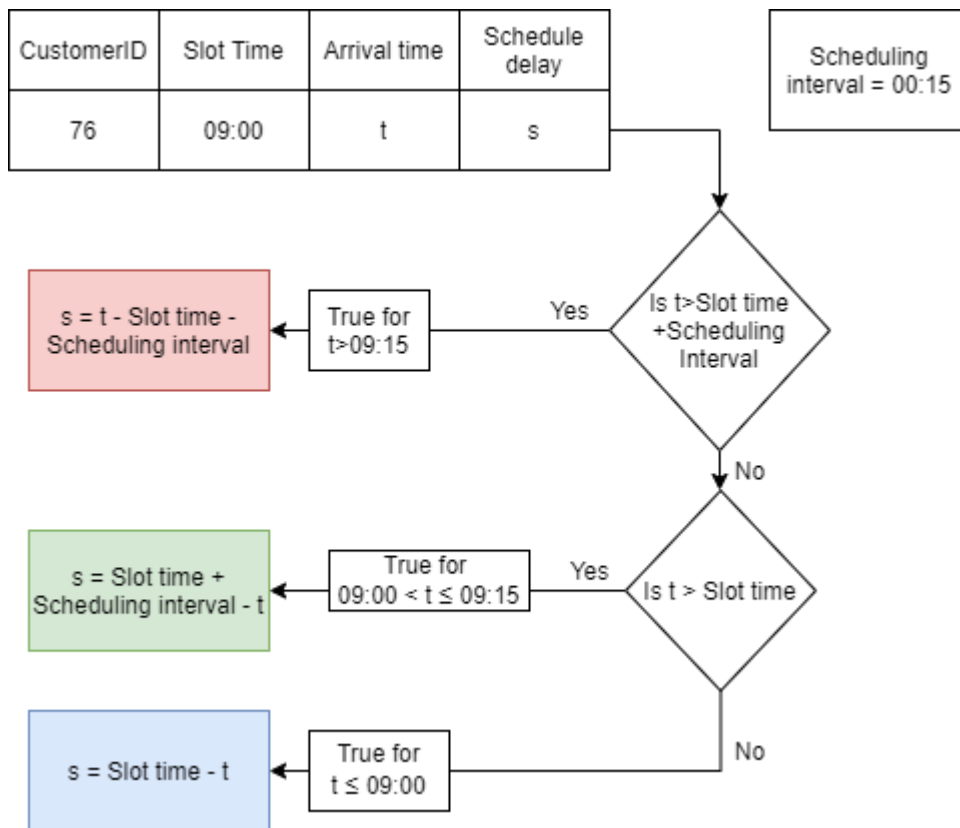 CustomerID
Slot Time
Arrival time
Schedule
delay
76
09:00
t
s
Scheduling
interval = 00:15
Is t>Slot time
+Scheduling
Interval
Yes
True for
t>09:15
s = t - Slot time -
Scheduling interval
No
Is t > Slot time
Yes
True for
09:00 < t ≤ 09:15
s = Slot time +
Scheduling interval - t
No
True for
t ≤ 09:00
s = Slot time - t